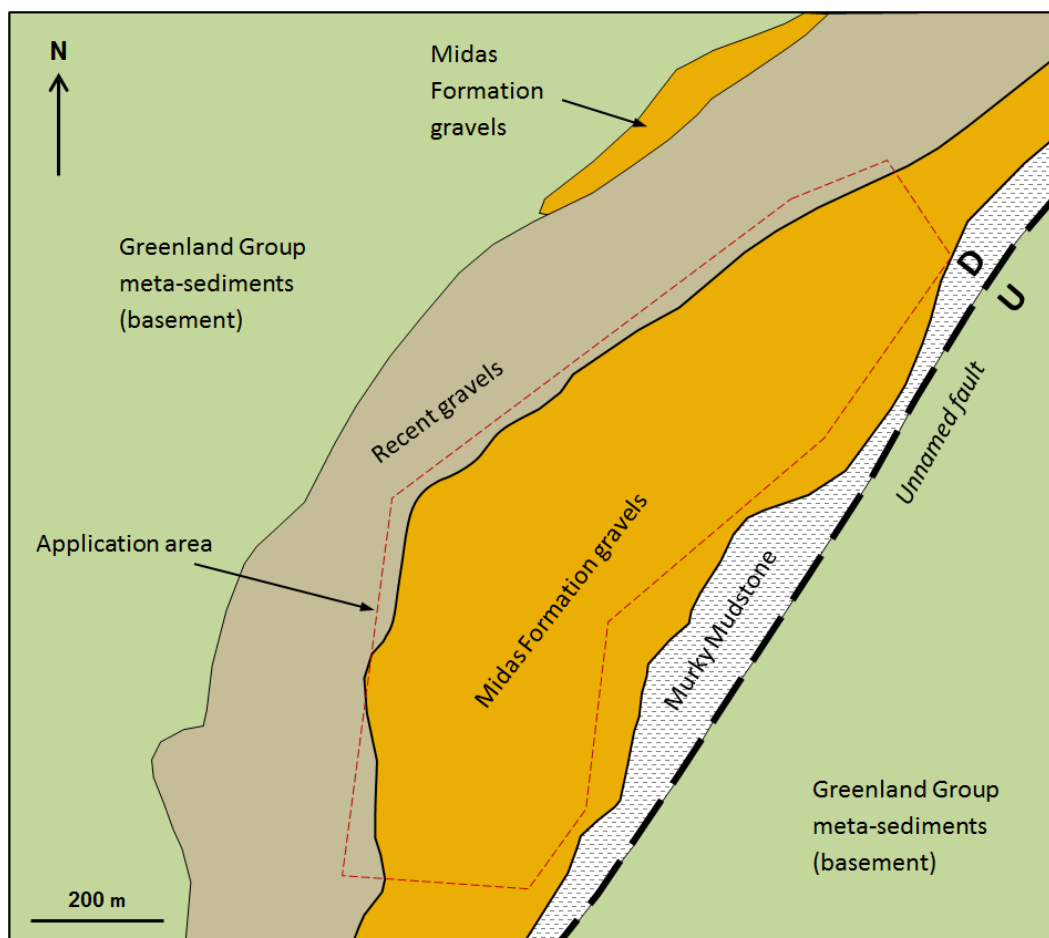 N
Midas
Formation
gravels
Greenland Group
meta-sediments
(basement)
D
U
Recent gravels
Unnamed fault
Application area
Midas Formation gravels
Murky Mudstone
Greenland Group
meta-sediments
(basement)
200 m